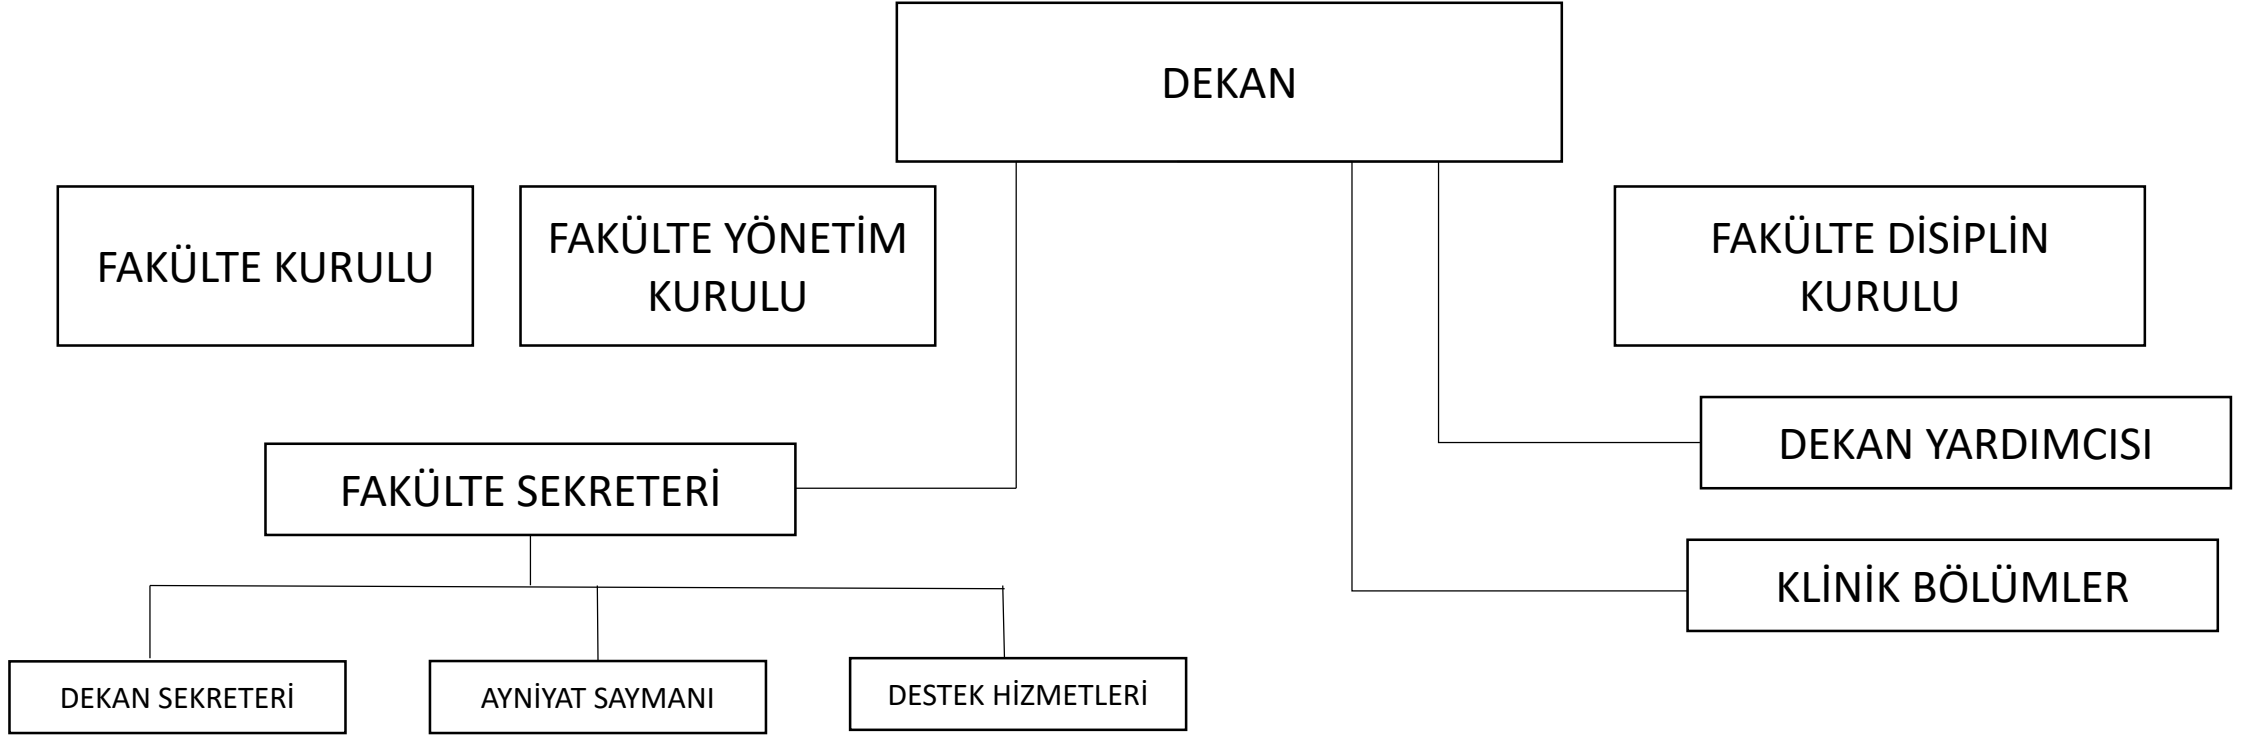 DEKAN
FAKÜLTE KURULU
FAKÜLTE YÖNETİM
KURULU
FAKÜLTE DİSİPLİN
KURULU
DEKAN YARDIMCISI
FAKÜLTE SEKRETERİ
KLİNİK BÖLÜMLER
DEKAN SEKRETERİ
AYNİYAT SAYMANI
DESTEK HİZMETLERİ